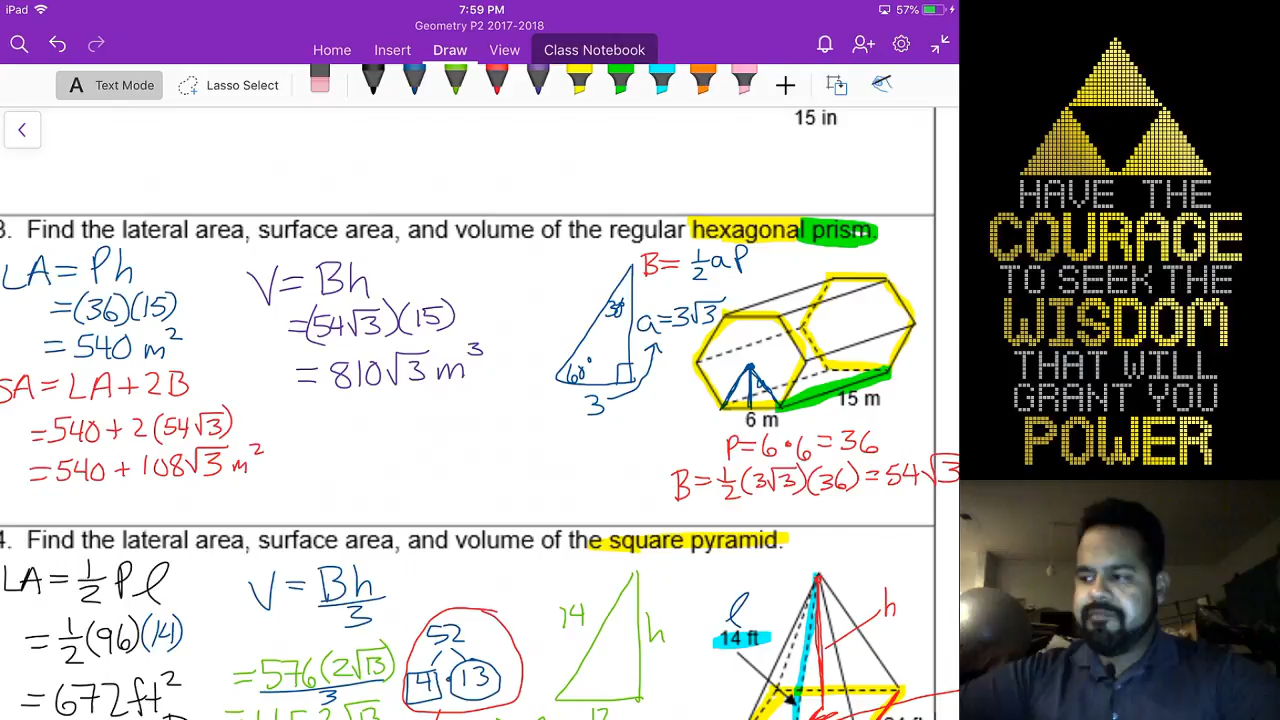 iPad
7:59 PM
57%
Geometry P2 2017-2018
Home Insert Draw View Class Notebook
A Text Mode Lasso Select
15 in
3. Find the lateral area, surface area, and volume of the regular hexagonal prism.
LA = Ph
= (36)(15)
= 540 m²
SA = LA + 2B
= 540 + 2(54√3)
= 540 + 108√3 m²
V = Bh
= (54√3)(15)
= 810√3 m³
B = ½ a P
30°
a = 3√3
60°
3
15 m
6 m
P = 6 • 6 = 36
B = ½ (3√3)(36) = 54√3
4. Find the lateral area, surface area, and volume of the square pyramid.
LA = ½ P l
= ½ (96)(14)
= 672 ft²
V = Bh/3
= 576(2√13)/3
52
4 13
14
h
12
l
14 ft
h
HAVE THE
COURAGE
TO SEEK THE
WISDOM
THAT WILL
GRANT YOU
POWER